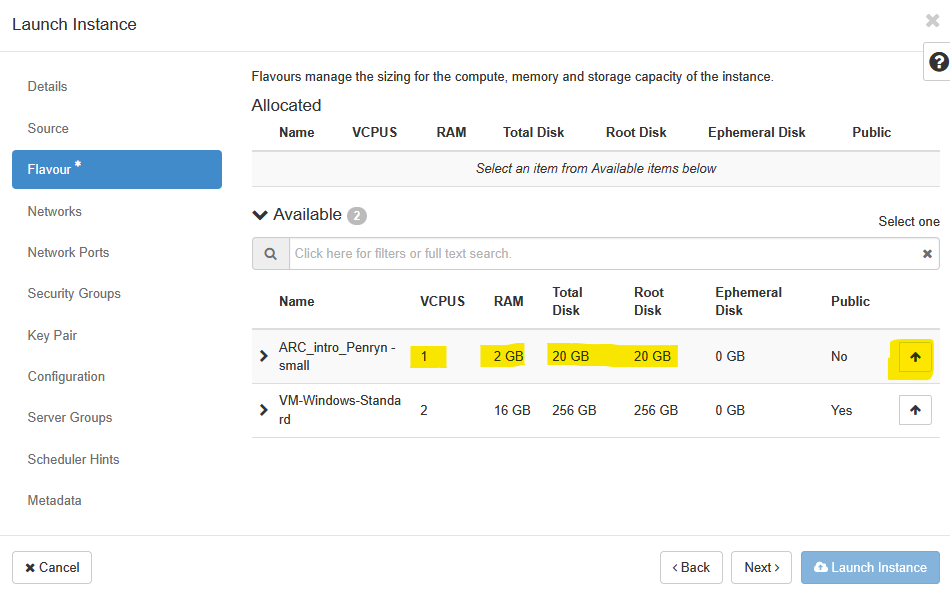 Launch Instance
Details
Source
Flavour *
Networks
Network Ports
Security Groups
Key Pair
Configuration
Server Groups
Scheduler Hints
Metadata
Flavours manage the sizing for the compute, memory and storage capacity of the instance.
Allocated
Name VCPUS RAM Total Disk Root Disk Ephemeral Disk Public
Select an item from Available items below
Available 2
Select one
Click here for filters or full text search.
Name VCPUS RAM Total Disk Root Disk Ephemeral Disk Public
ARC_intro_Penryn - 1 2 GB 20 GB 20 GB 0 GB No
small
VM-Windows-Standa 2 16 GB 256 GB 256 GB 0 GB Yes
rd
Cancel
Back Next Launch Instance